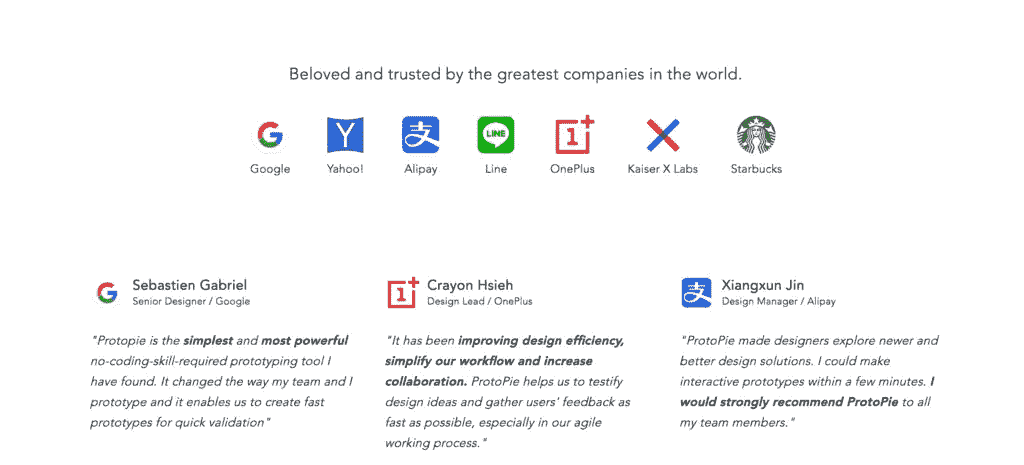 Beloved and trusted by the greatest companies in the world.
Y
支
LINE
1
Google
Yahoo!
Alipay
Line
OnePlus
Kaiser X Labs
Starbucks
Sebastien Gabriel
Senior Designer / Google
"Protopie is the simplest and most powerful
no-coding-skill-required prototyping tool I
have found. It changed the way my team and I
prototype and it enables us to create fast
prototypes for quick validation"
1
Crayon Hsieh
Design Lead / OnePlus
"It has been improving design efficiency,
simplify our workflow and increase
collaboration. ProtoPie helps us to testify
design ideas and gather users' feedback as
fast as possible, especially in our agile
working process."
支
Xiangxun Jin
Design Manager / Alipay
"ProtoPie made designers explore newer and
better design solutions. I could make
interactive prototypes within a few minutes. I
would strongly recommend ProtoPie to all
my team members."